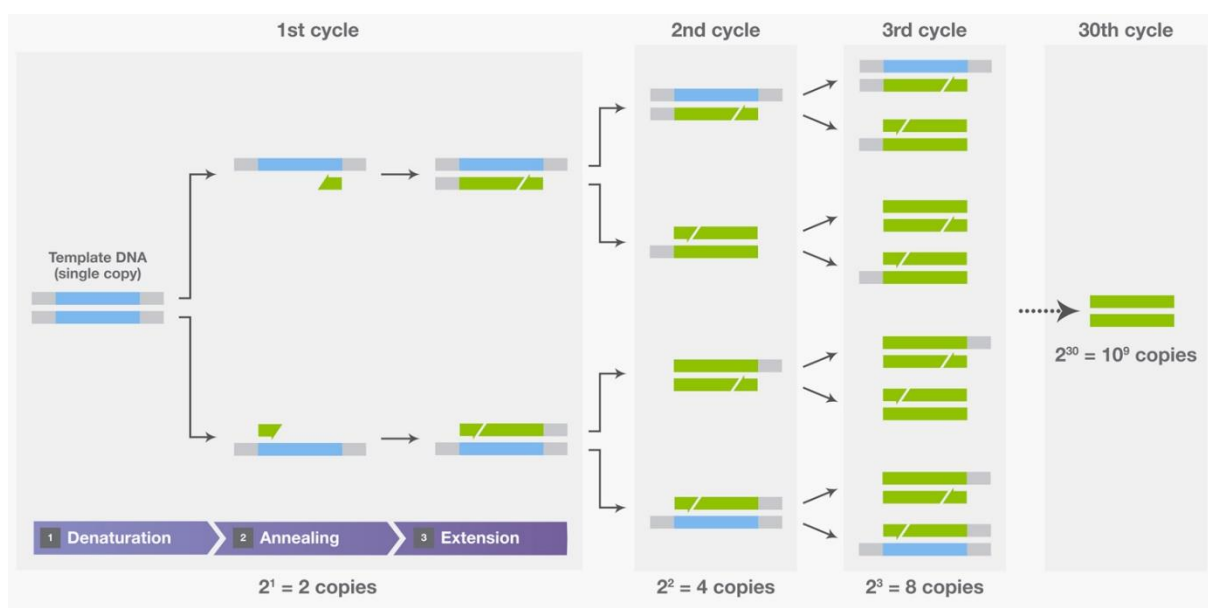 1st cycle
2nd cycle
3rd cycle
30th cycle
Template DNA
(single copy)
2³⁰ = 10⁹ copies
1 Denaturation
2 Annealing
3 Extension
2¹ = 2 copies
2² = 4 copies
2³ = 8 copies